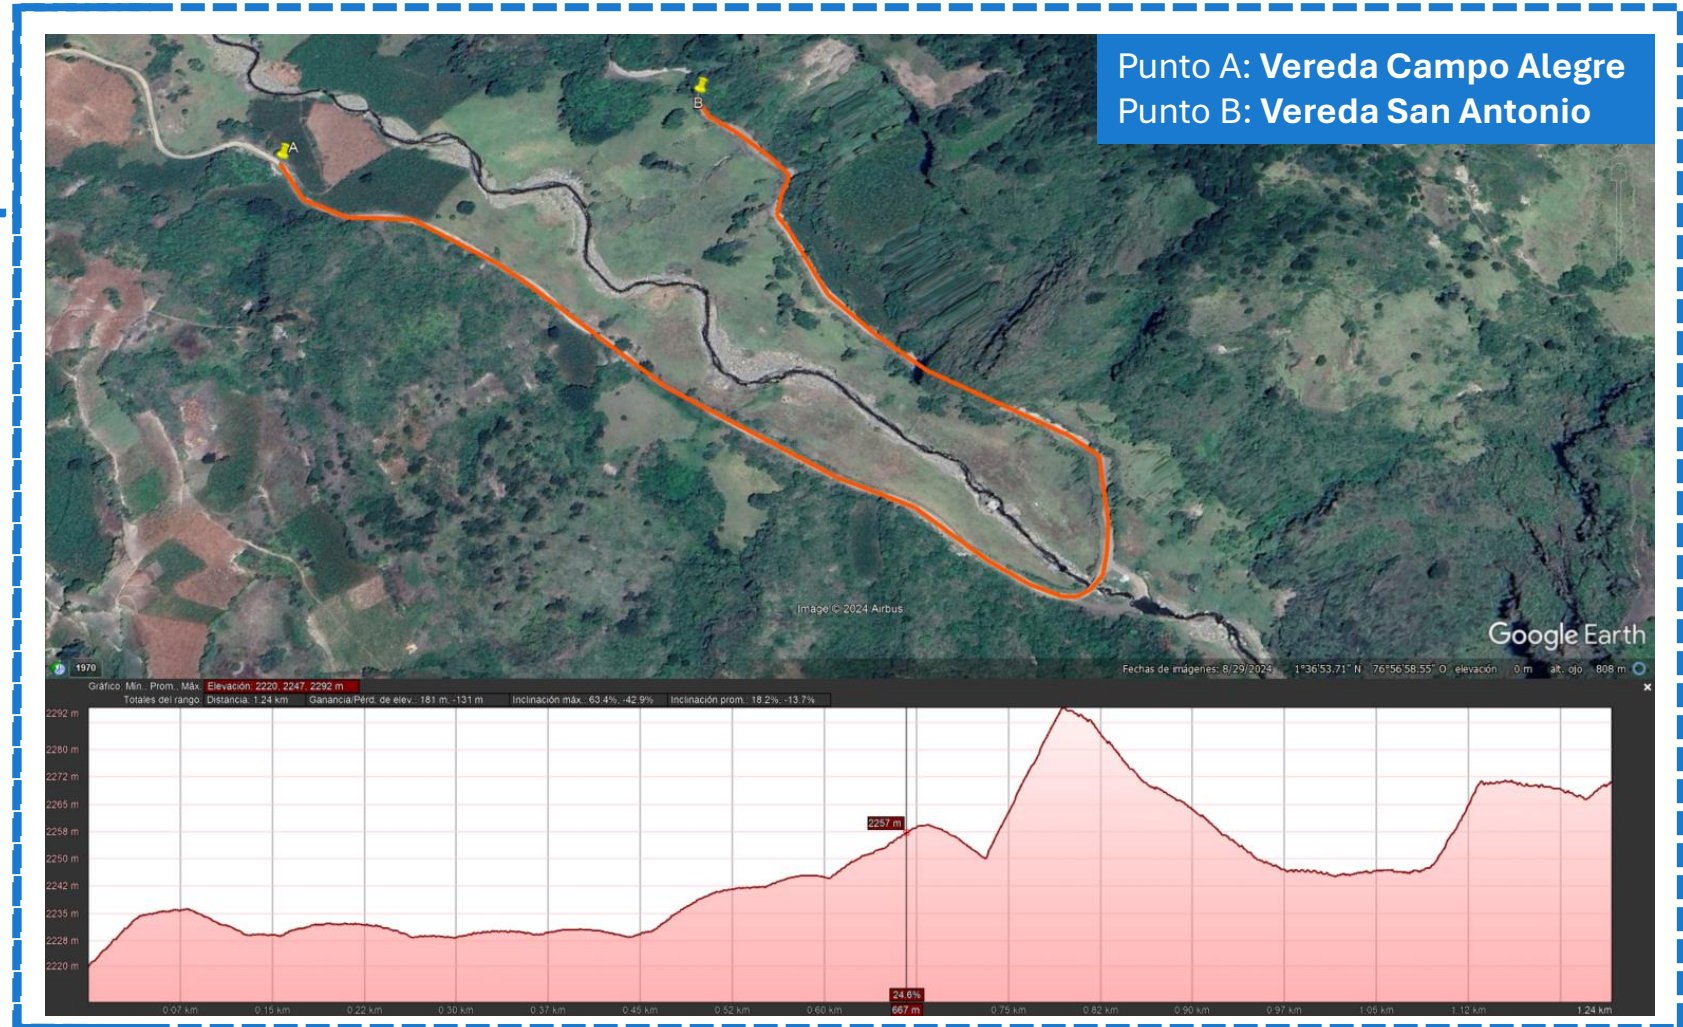 Punto A: Vereda Campo Alegre
Punto B: Vereda San Antonio
B
A
Image © 2024 Airbus
Google Earth
1970
Fechas de imágenes: 8/29/2024 1°36'53.71" N 76°56'58.55" O elevación 0 m alt. ojo 808 m
Gráfico: Mín., Prom., Máx. Elevación: 2220, 2247, 2292 m
Totales del rango: Distancia: 1.24 km Ganancia/Pérd. de elev.: 181 m, -131 m Inclinación máx.: 63.4%, -42.9% Inclinación prom.: 18.2%, -13.7%
2292 m
2280 m
2272 m
2265 m
2258 m
2250 m
2242 m
2235 m
2228 m
2220 m
2257 m
24.6%
0.07 km 0.15 km 0.22 km 0.30 km 0.37 km 0.45 km 0.52 km 0.60 km 667 m 0.75 km 0.82 km 0.90 km 0.97 km 1.05 km 1.12 km 1.24 km